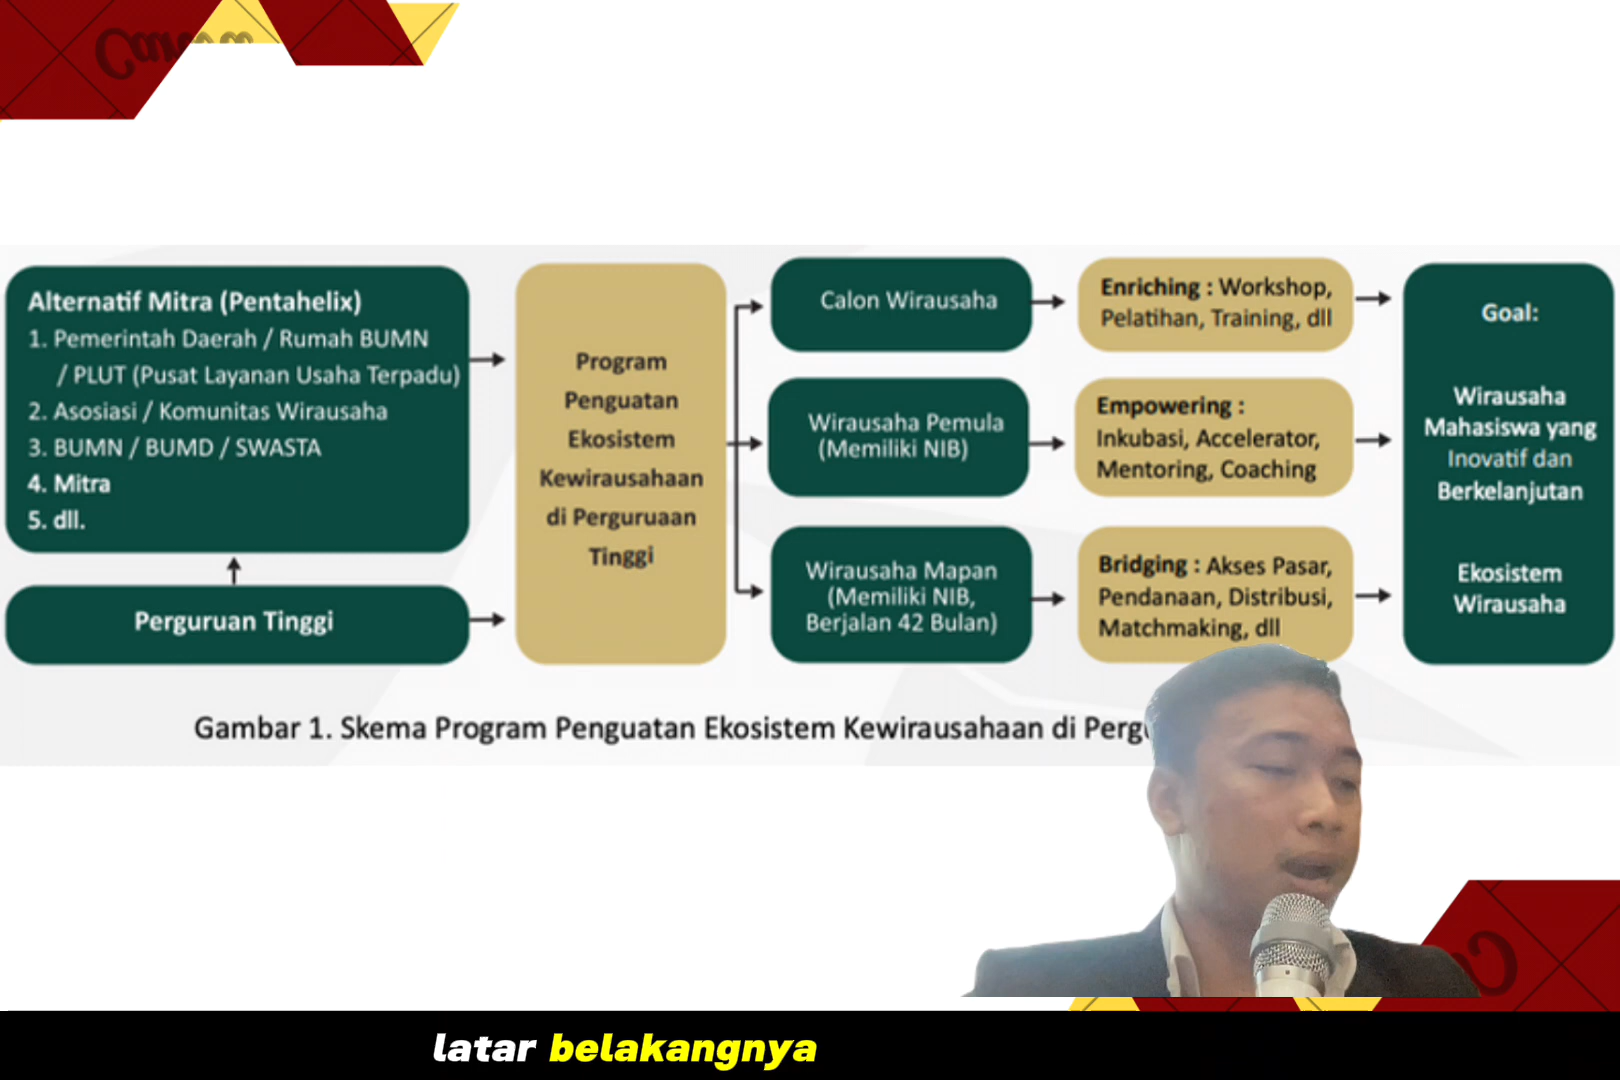 Alternatif Mitra (Pentahelix)
1. Pemerintah Daerah / Rumah BUMN
/ PLUT (Pusat Layanan Usaha Terpadu)
2. Asosiasi / Komunitas Wirausaha
3. BUMN / BUMD / SWASTA
4. Mitra
5. dll.
Perguruan Tinggi
Program
Penguatan
Ekosistem
Kewirausahaan
di Perguruaan
Tinggi
Calon Wirausaha
Wirausaha Pemula
(Memiliki NIB)
Wirausaha Mapan
(Memiliki NIB,
Berjalan 42 Bulan)
Enriching : Workshop,
Pelatihan, Training, dll
Empowering :
Inkubasi, Accelerator,
Mentoring, Coaching
Bridging : Akses Pasar,
Pendanaan, Distribusi,
Matchmaking, dll
Goal:
Wirausaha
Mahasiswa yang
Inovatif dan
Berkelanjutan
Ekosistem
Wirausaha
Gambar 1. Skema Program Penguatan Ekosistem Kewirausahaan di
latar belakangnya